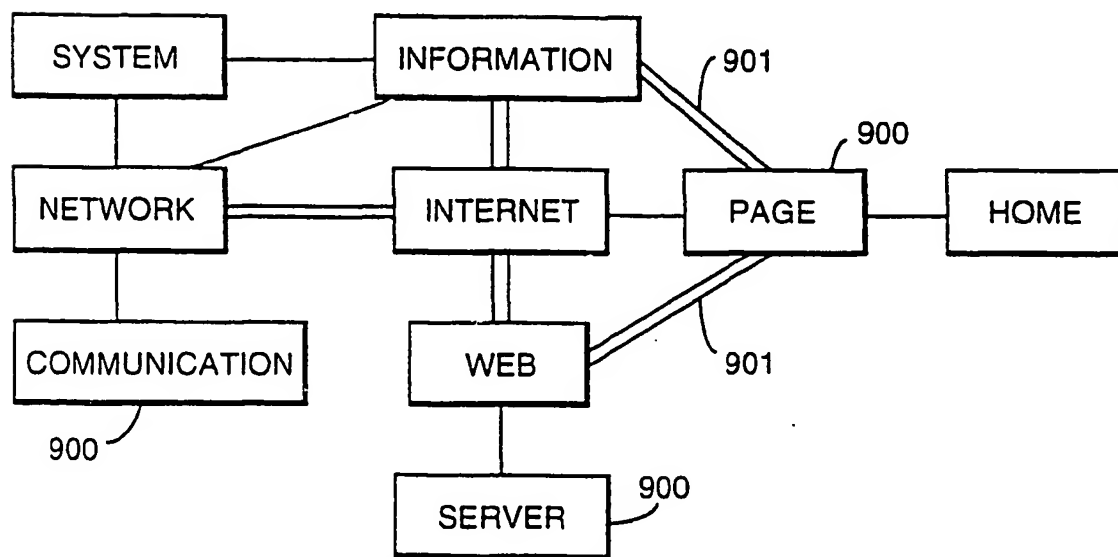 SYSTEM
INFORMATION
901
900
NETWORK
INTERNET
PAGE
HOME
COMMUNICATION
WEB
901
900
SERVER
900